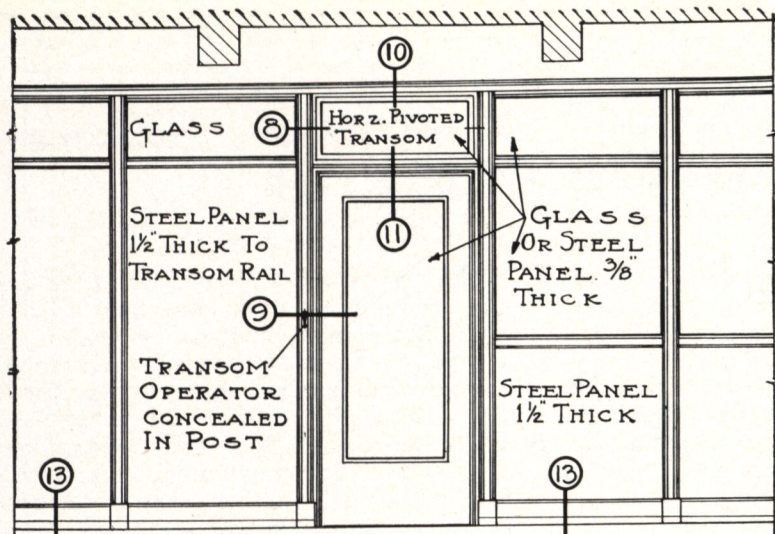 10
GLASS
8
HORZ. PIVOTED
TRANSOM
11
STEEL PANEL
1½" THICK TO
TRANSOM RAIL
GLASS
OR STEEL
PANEL. ⅜"
THICK
9
TRANSOM
OPERATOR
CONCEALED
IN POST
STEEL PANEL
1½" THICK
13
13